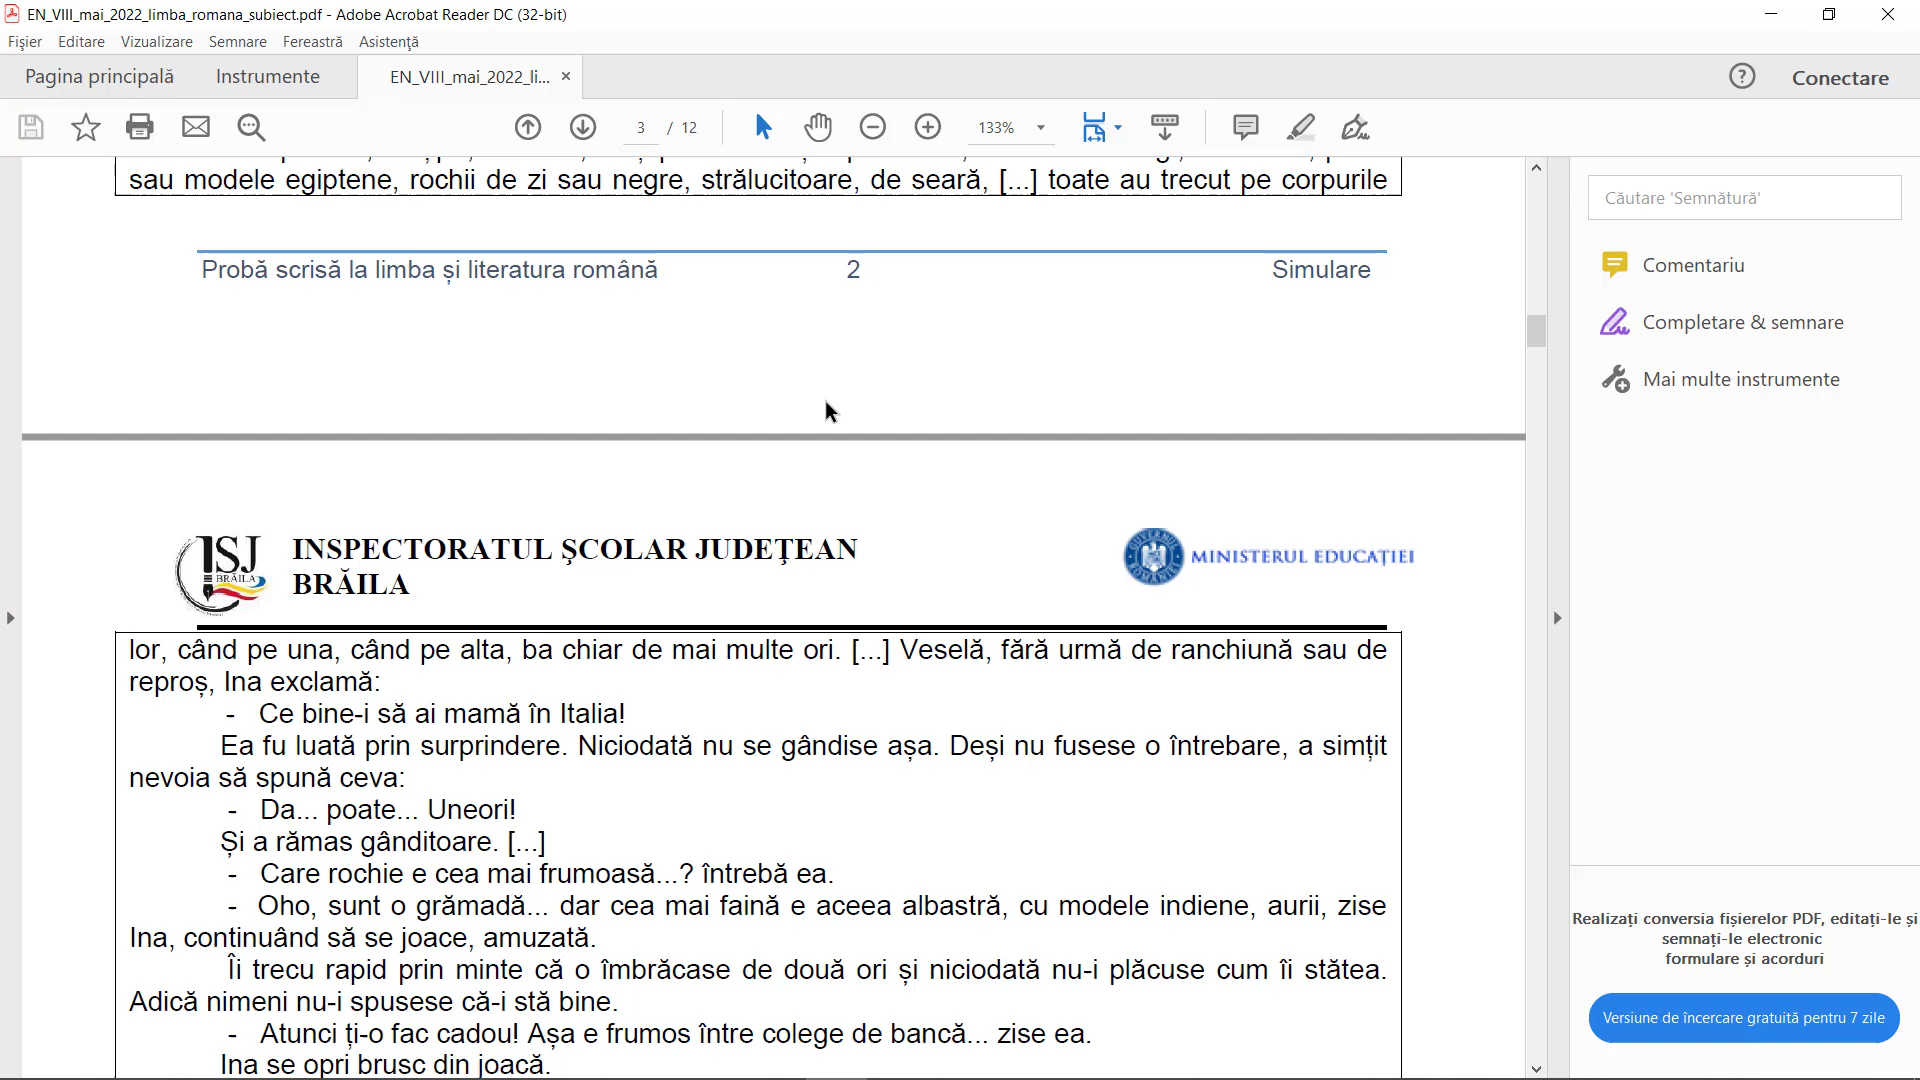 EN_VIII_mai_2022_limba_romana_subiect.pdf - Adobe Acrobat Reader DC (32-bit)
Fişier Editare Vizualizare Semnare Fereastră Asistenţă
Pagina principală Instrumente EN_VIII_mai_2022_li... × Conectare
3 / 12 133%
sau modele egiptene, rochii de zi sau negre, strălucitoare, de seară, [...] toate au trecut pe corpurile
Probă scrisă la limba și literatura română 2 Simulare
ISJ BRĂILA
INSPECTORATUL ŞCOLAR JUDEŢEAN
BRĂILA
MINISTERUL EDUCAȚIEI
lor, când pe una, când pe alta, ba chiar de mai multe ori. [...] Veselă, fără urmă de ranchiună sau de
reproș, Ina exclamă:
- Ce bine-i să ai mamă în Italia!
Ea fu luată prin surprindere. Niciodată nu se gândise așa. Deși nu fusese o întrebare, a simțit
nevoia să spună ceva:
- Da... poate... Uneori!
Și a rămas gânditoare. [...]
- Care rochie e cea mai frumoasă...? întrebă ea.
- Oho, sunt o grămadă... dar cea mai faină e aceea albastră, cu modele indiene, aurii, zise
Ina, continuând să se joace, amuzată.
Îi trecu rapid prin minte că o îmbrăcase de două ori și niciodată nu-i plăcuse cum îi stătea.
Adică nimeni nu-i spusese că-i stă bine.
- Atunci ți-o fac cadou! Așa e frumos între colege de bancă... zise ea.
Ina se opri brusc din joacă.
Căutare 'Semnătură'
Comentariu
Completare & semnare
Mai multe instrumente
Realizați conversia fișierelor PDF, editați-le și
semnați-le electronic
formulare și acorduri
Versiune de încercare gratuită pentru 7 zile